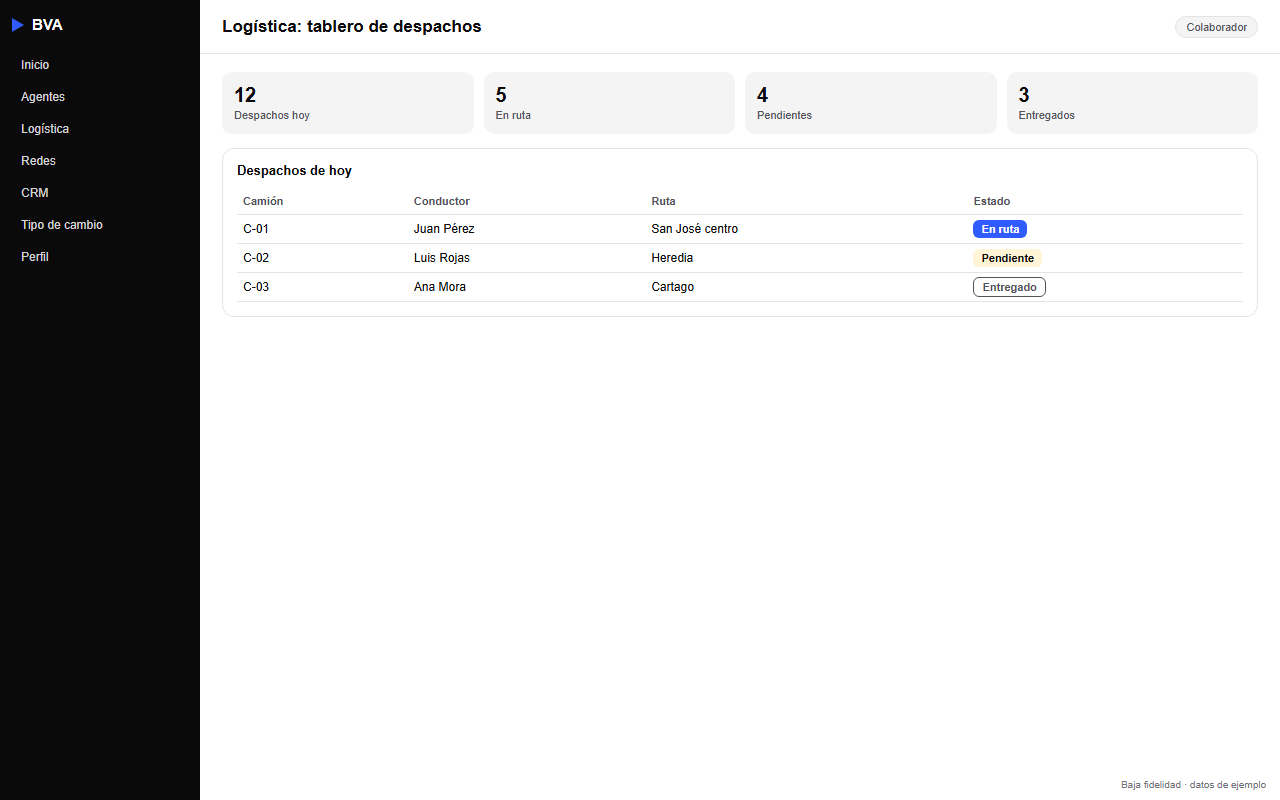 BVA
Inicio
Agentes
Logística
Redes
CRM
Tipo de cambio
Perfil
Logística: tablero de despachos
Colaborador
12
Despachos hoy
5
En ruta
4
Pendientes
3
Entregados
Despachos de hoy
Camión Conductor Ruta Estado
C-01 Juan Pérez San José centro En ruta
C-02 Luis Rojas Heredia Pendiente
C-03 Ana Mora Cartago Entregado
Baja fidelidad · datos de ejemplo